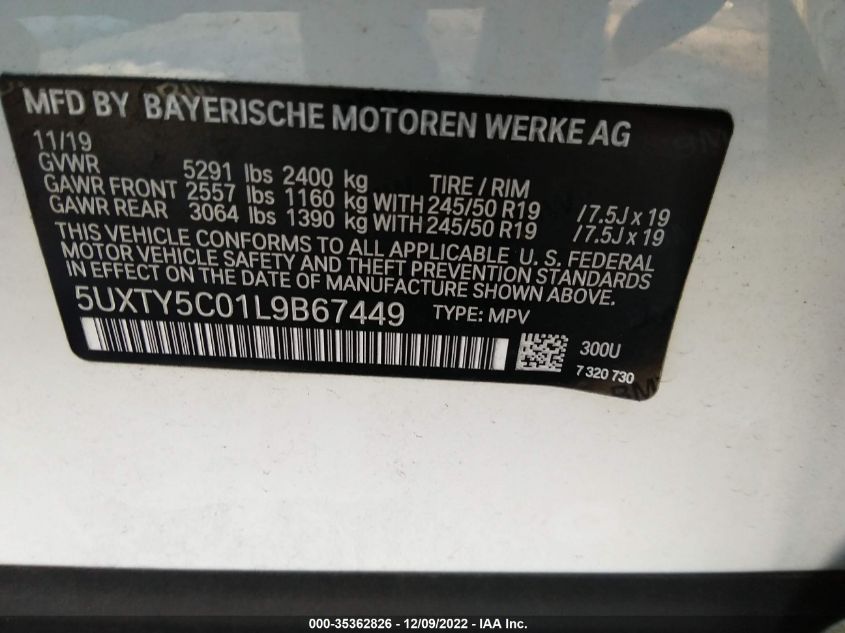 MFD BY BAYERISCHE MOTOREN WERKE AG
11/19
GVWR 5291 lbs 2400 kg TIRE / RIM
GAWR FRONT 2557 lbs 1160 kg WITH 245/50 R19 /7.5J x 19
GAWR REAR 3064 lbs 1390 kg WITH 245/50 R19 /7.5J x 19
THIS VEHICLE CONFORMS TO ALL APPLICABLE U. S. FEDERAL
MOTOR VEHICLE SAFETY AND THEFT PREVENTION STANDARDS
IN EFFECT ON THE DATE OF MANUFACTURE SHOWN ABOVE.
5UXTY5C01L9B67449 TYPE: MPV
300U
7 320 730
000-35362826 - 12/09/2022 - IAA Inc.